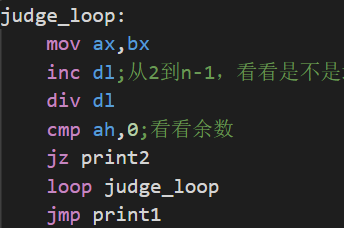 judge_loop:
mov ax,bx
inc dl;从2到n-1，看看是不是
div dl
cmp ah,0;看看余数
jz print2
loop judge_loop
jmp print1